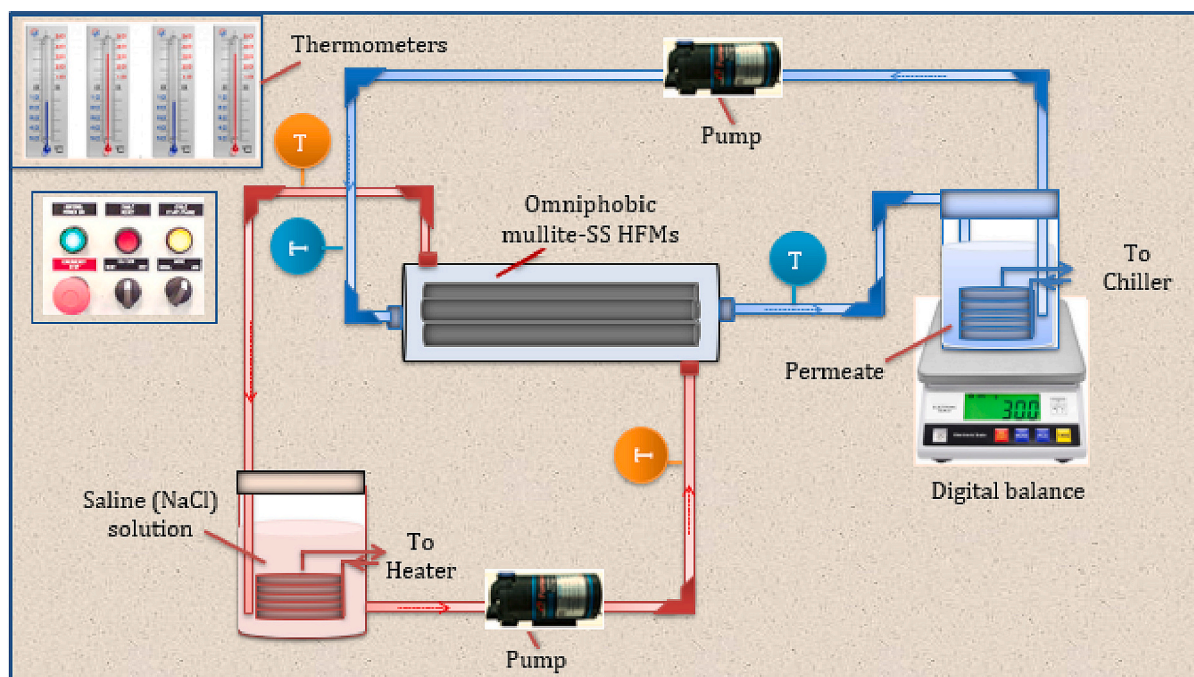 Thermometers
Pump
T
T
Omniphobic
mullite-SS HFMs
T
To
Chiller
Permeate
30.0
T
Digital balance
Saline (NaCl)
solution
To
Heater
Pump